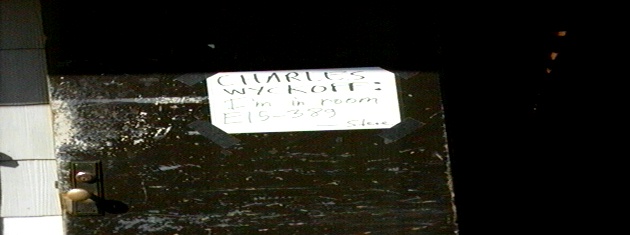 CHARLES
WYCKOFF:
I'm in room
E15-389
— Steve